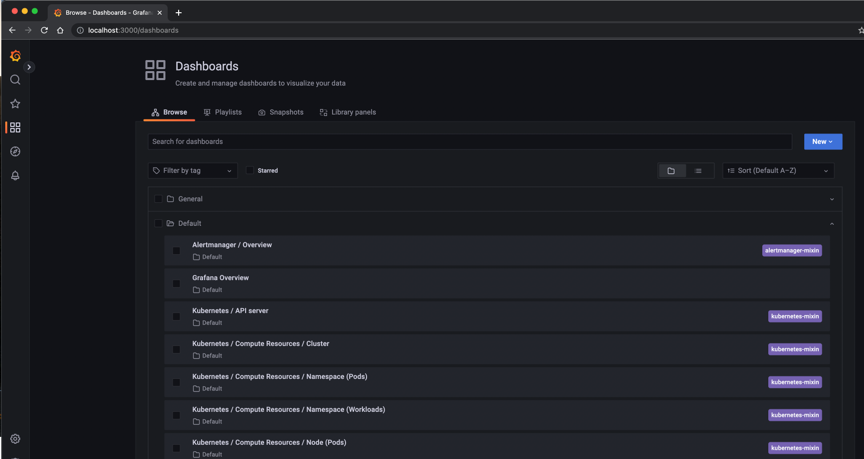 Browse - Dashboards - Grafan
localhost:3000/dashboards
Dashboards
Create and manage dashboards to visualize your data
Browse
Playlists
Snapshots
Library panels
Search for dashboards
New
Filter by tag
Starred
Sort (Default A–Z)
General
Default
Alertmanager / Overview
Default
alertmanager-mixin
Grafana Overview
Default
Kubernetes / API server
Default
kubernetes-mixin
Kubernetes / Compute Resources / Cluster
Default
kubernetes-mixin
Kubernetes / Compute Resources / Namespace (Pods)
Default
kubernetes-mixin
Kubernetes / Compute Resources / Namespace (Workloads)
Default
kubernetes-mixin
Kubernetes / Compute Resources / Node (Pods)
Default
kubernetes-mixin